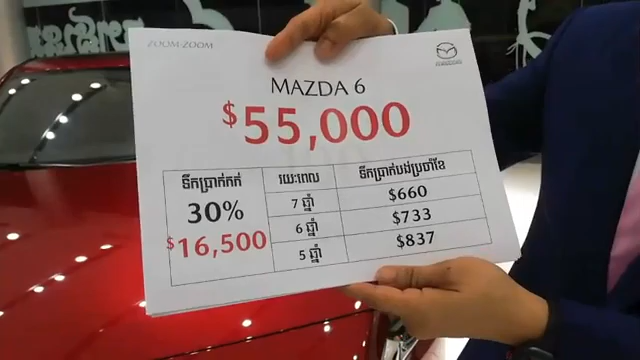 ZOOM-ZOOM
MAZDA 6
$55,000
ទឹកប្រាក់កក់
រយៈពេល
ទឹកប្រាក់បង់ប្រចាំខែ
30%
$16,500
7 ឆ្នាំ
$660
6 ឆ្នាំ
$733
5 ឆ្នាំ
$837